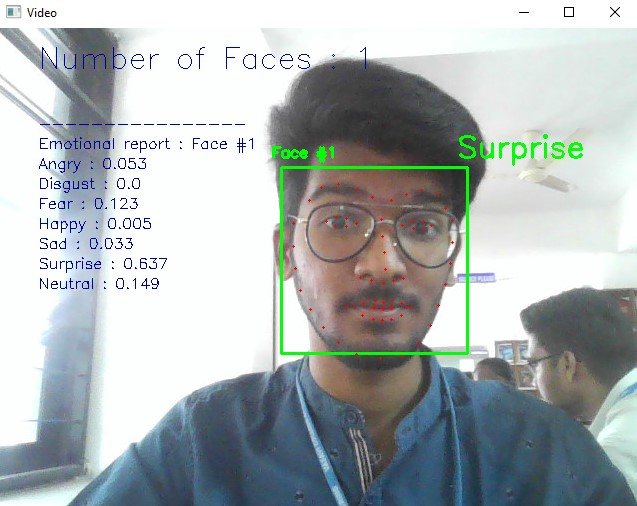 Video
Number of Faces : 1
-----------------
Emotional report : Face #1
Angry : 0.053
Disgust : 0.0
Fear : 0.123
Happy : 0.005
Sad : 0.033
Surprise : 0.637
Neutral : 0.149
Face #1
Surprise